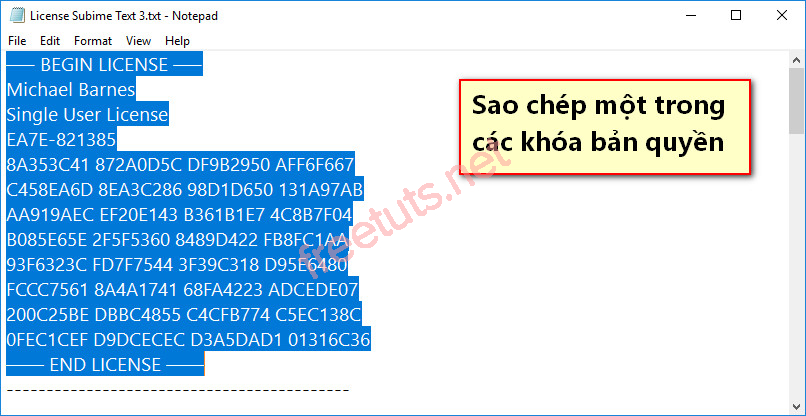 License Subime Text 3.txt - Notepad
File Edit Format View Help
—– BEGIN LICENSE —–
Michael Barnes
Single User License
EA7E-821385
8A353C41 872A0D5C DF9B2950 AFF6F667
C458EA6D 8EA3C286 98D1D650 131A97AB
AA919AEC EF20E143 B361B1E7 4C8B7F04
B085E65E 2F5F5360 8489D422 FB8FC1AA
93F6323C FD7F7544 3F39C318 D95E6480
FCCC7561 8A4A1741 68FA4223 ADCEDE07
200C25BE DBBC4855 C4CFB774 C5EC138C
0FEC1CEF D9DCECEC D3A5DAD1 01316C36
—— END LICENSE ——
-------------------------------------------
Sao chép một trong
các khóa bản quyền
freetuts.net